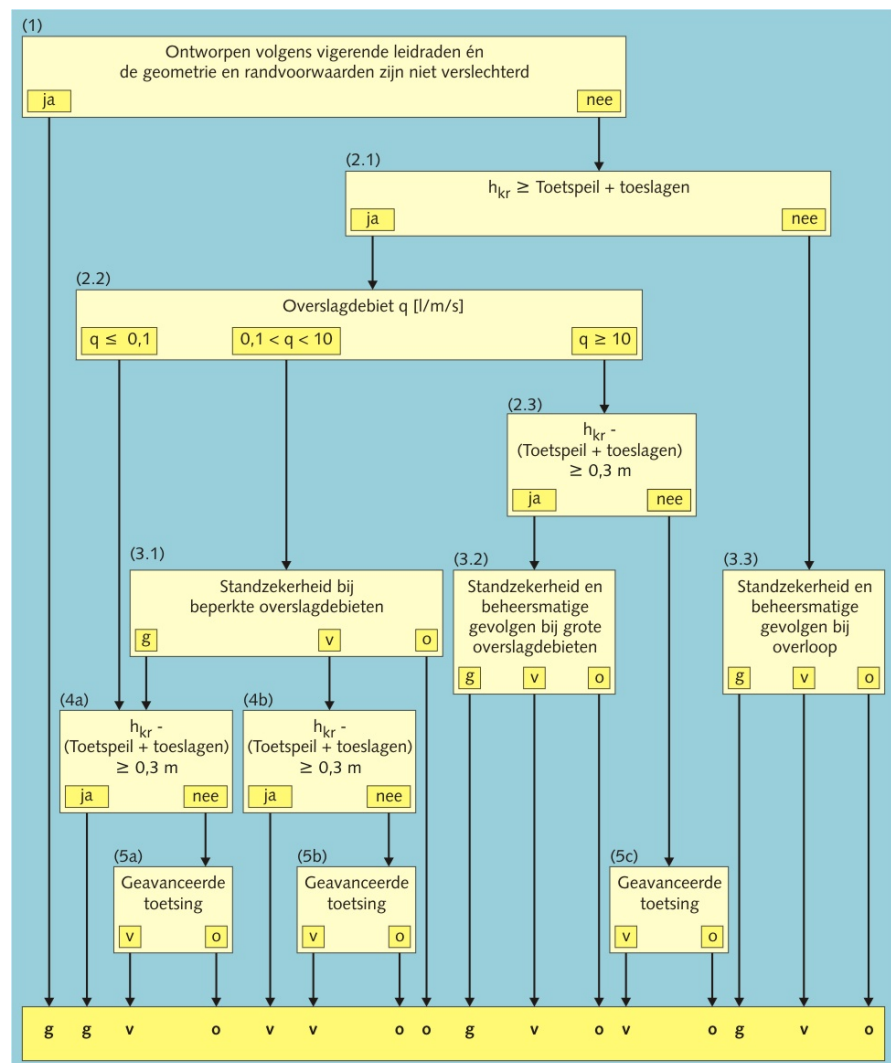 (1)
Ontworpen volgens vigerende leidraden én
de geometrie en randvoorwaarden zijn niet verslechterd
ja nee
(2.1)
hkr ≥ Toetspeil + toeslagen
ja nee
(2.2)
Overslagdebiet q [l/m/s]
q ≤ 0,1 0,1 < q < 10 q ≥ 10
(2.3)
hkr -
(Toetspeil + toeslagen)
≥ 0,3 m
ja nee
(3.1)
Standzekerheid bij
beperkte overslagdebieten
g v o
(3.2)
Standzekerheid en
beheersmatige
gevolgen bij grote
overslagdebieten
g v o
(3.3)
Standzekerheid en
beheersmatige
gevolgen bij
overloop
g v o
(4a)
hkr -
(Toetspeil + toeslagen)
≥ 0,3 m
ja nee
(4b)
hkr -
(Toetspeil + toeslagen)
≥ 0,3 m
ja nee
(5a)
Geavanceerde
toetsing
v o
(5b)
Geavanceerde
toetsing
v o
(5c)
Geavanceerde
toetsing
v o
g g v o v v o o g v o v o g v o